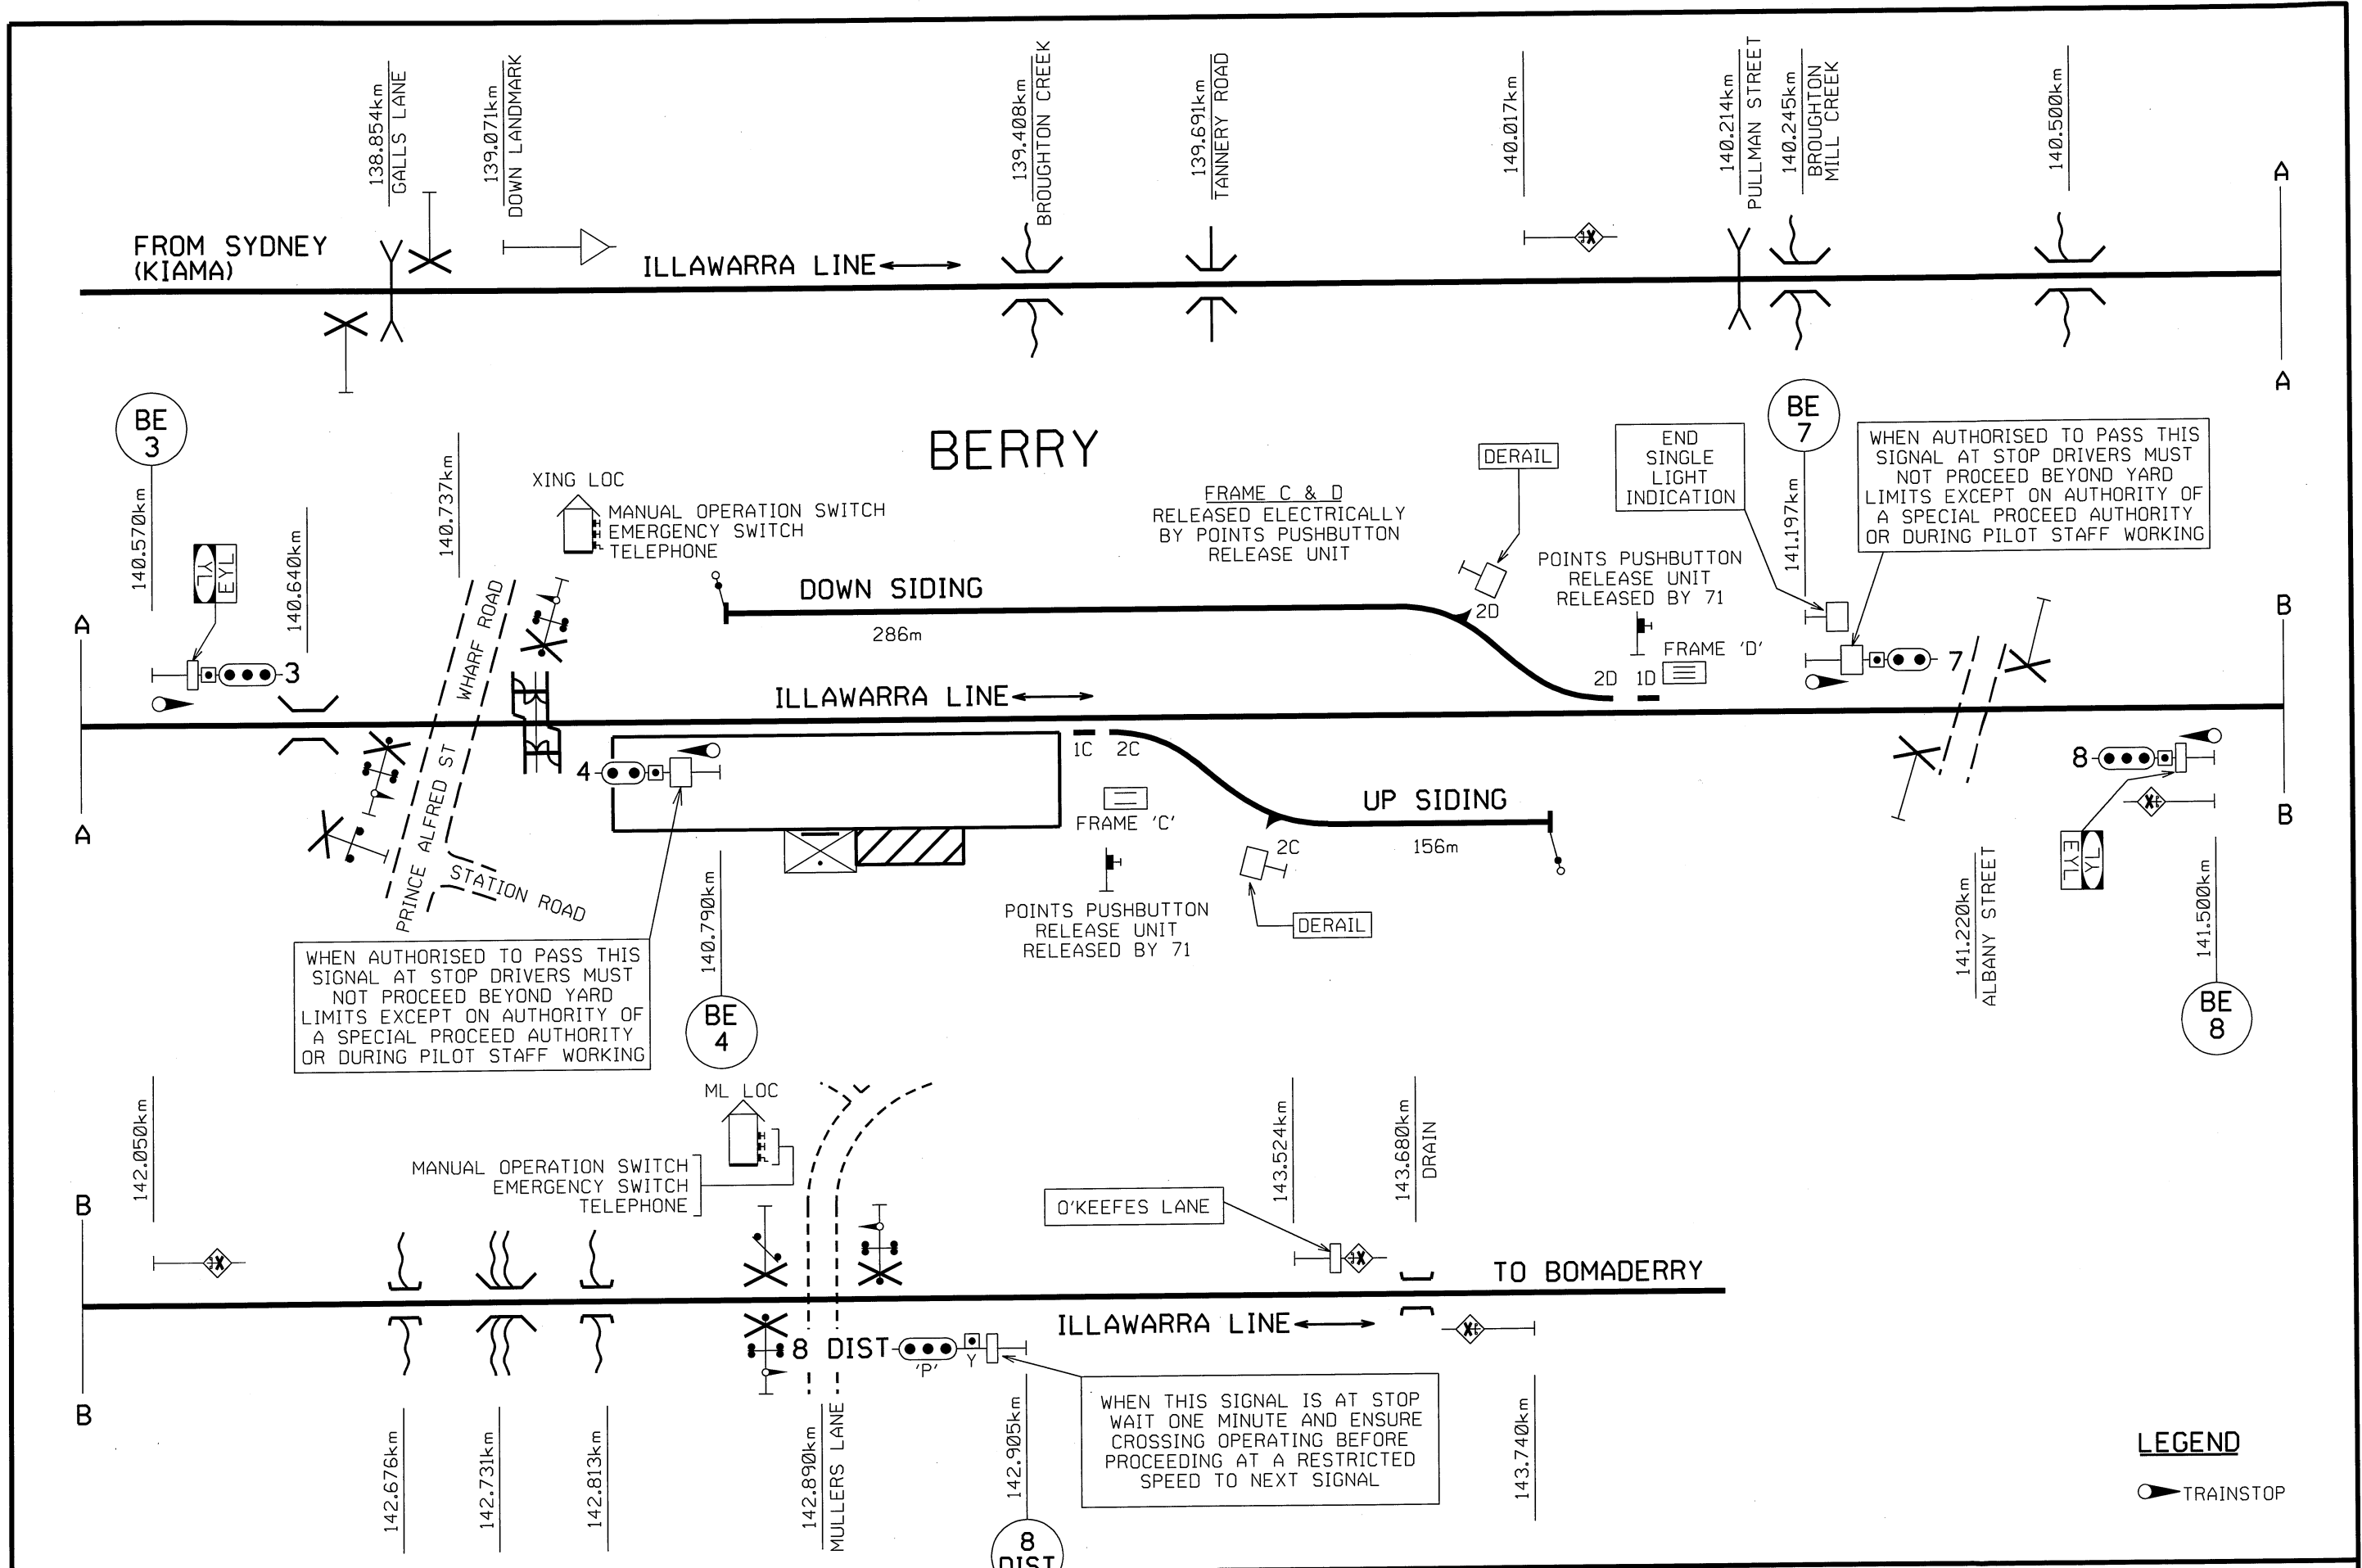 138.854km
GALLS LANE
139.071km
DOWN LANDMARK
139.408km
BROUGHTON CREEK
139.691km
TANNERY ROAD
140.017km
140.214km
PULLMAN STREET
140.245km
BROUGHTON
MILL CREEK
140.500km
A
FROM SYDNEY
(KIAMA)
ILLAWARRA LINE
A
BE
3
140.570km
YL
EYL
140.640km
3
A
A
140.737km
WHARF ROAD
PRINCE ALFRED ST
STATION ROAD
XING LOC
MANUAL OPERATION SWITCH
EMERGENCY SWITCH
TELEPHONE
BERRY
DOWN SIDING
286m
ILLAWARRA LINE
FRAME C & D
RELEASED ELECTRICALLY
BY POINTS PUSHBUTTON
RELEASE UNIT
DERAIL
2D
POINTS PUSHBUTTON
RELEASE UNIT
RELEASED BY 71
FRAME 'D'
2D 1D
END
SINGLE
LIGHT
INDICATION
BE
7
141.197km
WHEN AUTHORISED TO PASS THIS
SIGNAL AT STOP DRIVERS MUST
NOT PROCEED BEYOND YARD
LIMITS EXCEPT ON AUTHORITY OF
A SPECIAL PROCEED AUTHORITY
OR DURING PILOT STAFF WORKING
7
B
B
4
1C 2C
FRAME 'C'
POINTS PUSHBUTTON
RELEASE UNIT
RELEASED BY 71
UP SIDING
156m
2C
DERAIL
8
YL
EYL
141.220km
ALBANY STREET
141.500km
BE
8
140.790km
BE
4
WHEN AUTHORISED TO PASS THIS
SIGNAL AT STOP DRIVERS MUST
NOT PROCEED BEYOND YARD
LIMITS EXCEPT ON AUTHORITY OF
A SPECIAL PROCEED AUTHORITY
OR DURING PILOT STAFF WORKING
142.050km
B
B
ML LOC
MANUAL OPERATION SWITCH
EMERGENCY SWITCH
TELEPHONE
O'KEEFES LANE
143.524km
143.680km
DRAIN
TO BOMADERRY
ILLAWARRA LINE
8 DIST
'P'
Y
WHEN THIS SIGNAL IS AT STOP
WAIT ONE MINUTE AND ENSURE
CROSSING OPERATING BEFORE
PROCEEDING AT A RESTRICTED
SPEED TO NEXT SIGNAL
142.676km
142.731km
142.813km
142.890km
MULLERS LANE
142.905km
8
DIST
143.740km
LEGEND
TRAINSTOP